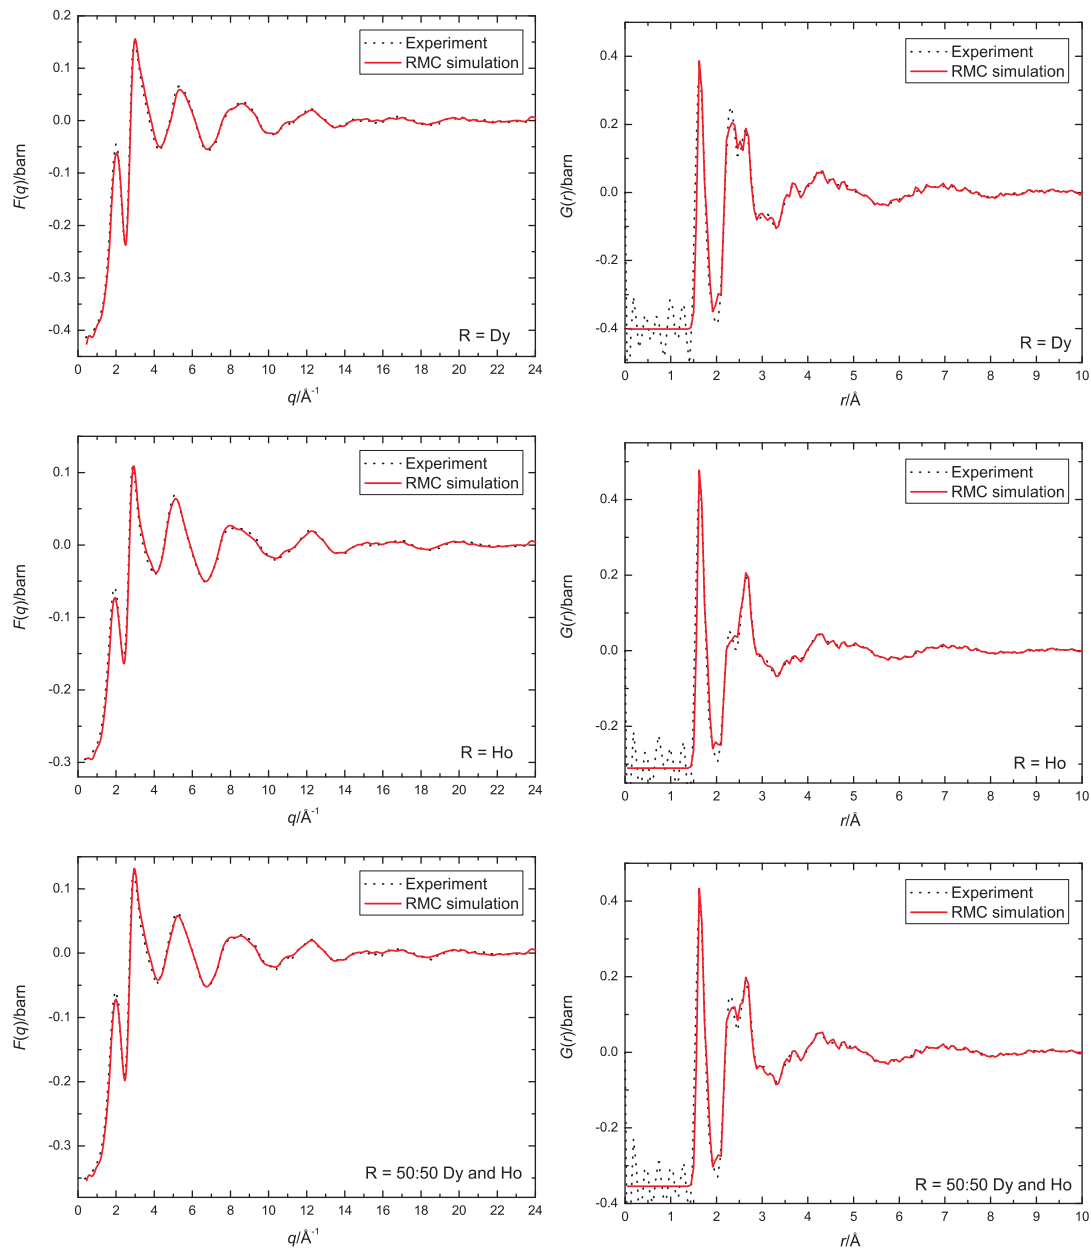 0.2
0.1
0.0
-0.1
-0.2
-0.3
-0.4
F(q)/barn
Experiment
RMC simulation
R = Dy
0 2 4 6 8 10 12 14 16 18 20 22 24
q/Å⁻¹
0.4
0.2
0.0
-0.2
-0.4
G(r)/barn
Experiment
RMC simulation
R = Dy
0 1 2 3 4 5 6 7 8 9 10
r/Å
0.1
0.0
-0.1
-0.2
-0.3
F(q)/barn
Experiment
RMC simulation
R = Ho
0 2 4 6 8 10 12 14 16 18 20 22 24
q/Å⁻¹
0.4
0.2
0.0
-0.2
G(r)/barn
Experiment
RMC simulation
R = Ho
0 1 2 3 4 5 6 7 8 9 10
r/Å
0.1
0.0
-0.1
-0.2
-0.3
F(q)/barn
Experiment
RMC simulation
R = 50:50 Dy and Ho
0 2 4 6 8 10 12 14 16 18 20 22 24
q/Å⁻¹
0.4
0.2
0.0
-0.2
-0.4
G(r)/barn
Experiment
RMC simulation
R = 50:50 Dy and Ho
0 1 2 3 4 5 6 7 8 9 10
r/Å